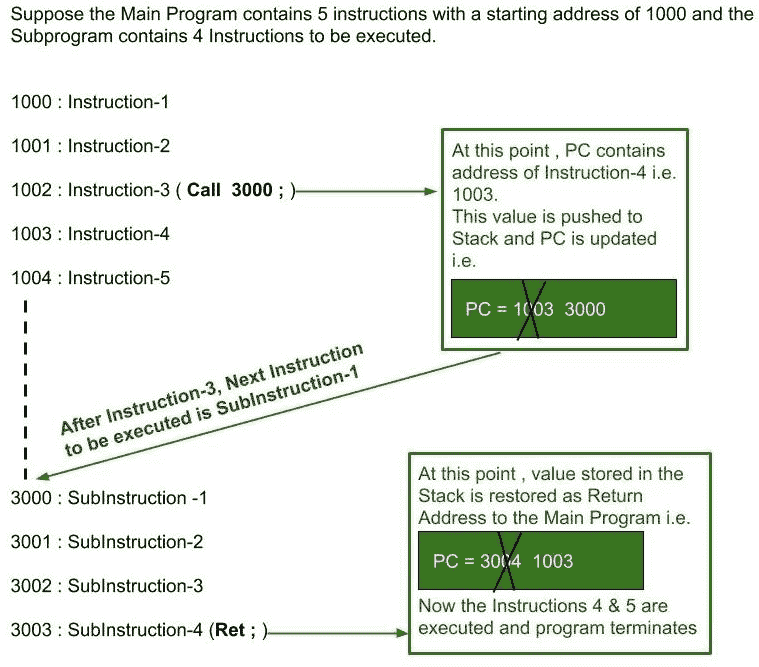 Suppose the Main Program contains 5 instructions with a starting address of 1000 and the
Subprogram contains 4 Instructions to be executed.
1000 : Instruction-1
1001 : Instruction-2
1002 : Instruction-3 ( Call 3000 ; )
1003 : Instruction-4
1004 : Instruction-5
At this point , PC contains
address of Instruction-4 i.e.
1003.
This value is pushed to
Stack and PC is updated
i.e.
PC = 1003 3000
After Instruction-3, Next Instruction
to be executed is SubInstruction-1
3000 : SubInstruction -1
3001 : SubInstruction-2
3002 : SubInstruction-3
3003 : SubInstruction-4 (Ret ; )
At this point , value stored in the
Stack is restored as Return
Address to the Main Program i.e.
PC = 3004 1003
Now the Instructions 4 & 5 are
executed and program terminates